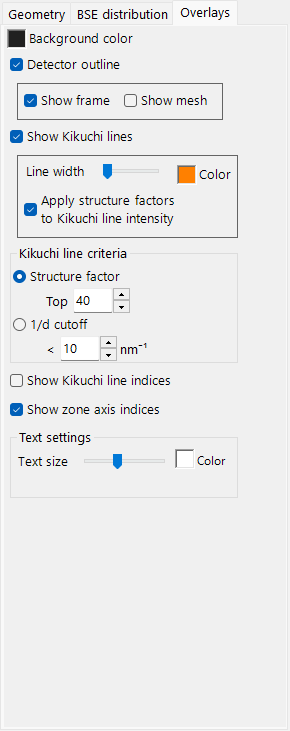 Geometry BSE distribution Overlays
Background color
Detector outline
Show frame Show mesh
Show Kikuchi lines
Line width Color
Apply structure factors
to Kikuchi line intensity
Kikuchi line criteria
Structure factor
Top 40
1/d cutoff
< 10 nm⁻¹
Show Kikuchi line indices
Show zone axis indices
Text settings
Text size Color